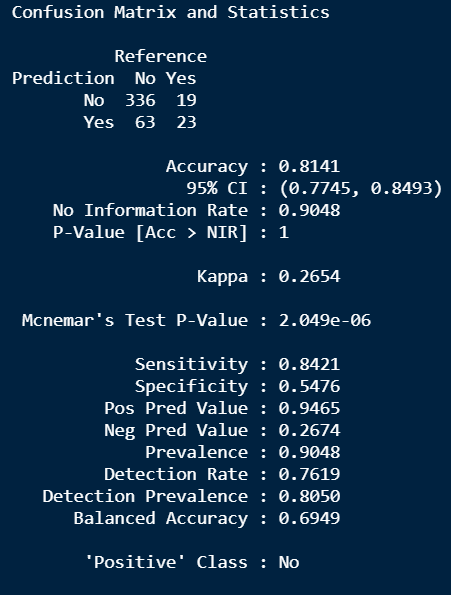 Confusion Matrix and Statistics
Reference
Prediction No Yes
No 336 19
Yes 63 23
Accuracy : 0.8141
95% CI : (0.7745, 0.8493)
No Information Rate : 0.9048
P-Value [Acc > NIR] : 1
Kappa : 0.2654
Mcnemar's Test P-Value : 2.049e-06
Sensitivity : 0.8421
Specificity : 0.5476
Pos Pred Value : 0.9465
Neg Pred Value : 0.2674
Prevalence : 0.9048
Detection Rate : 0.7619
Detection Prevalence : 0.8050
Balanced Accuracy : 0.6949
'Positive' Class : No